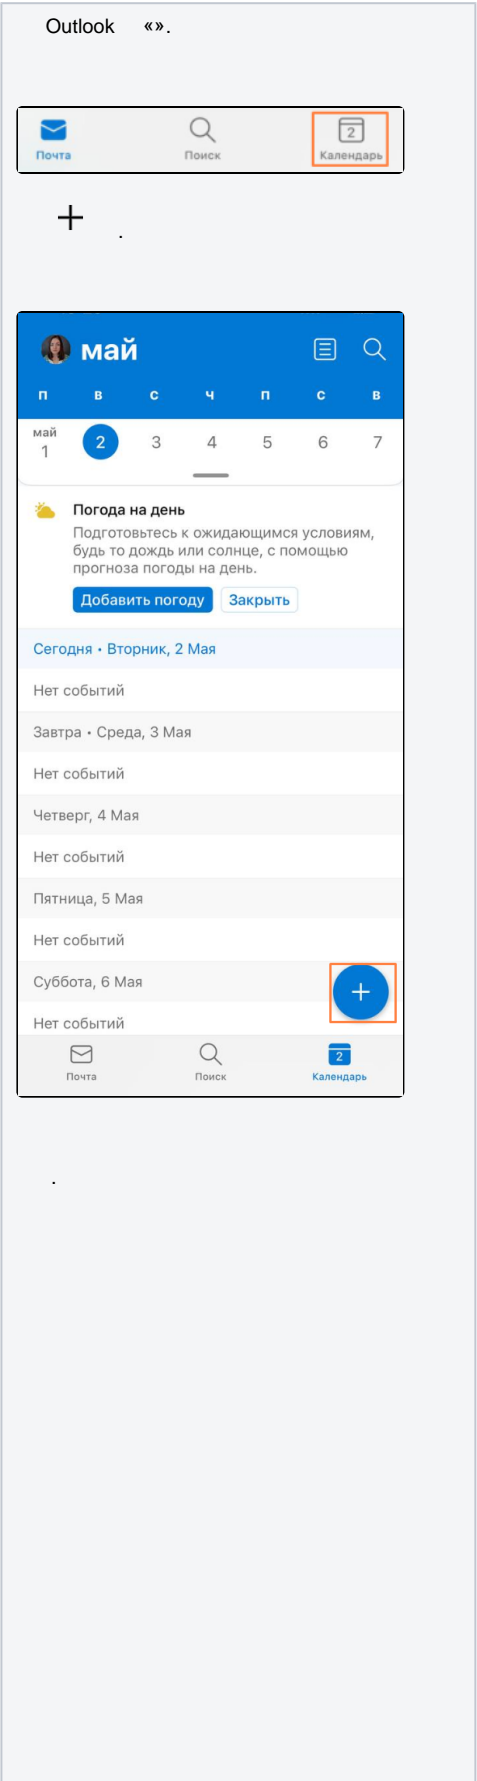 Outlook «».
Почта Поиск 2 Календарь
+ .
май
п в с ч п с в
май 1 2 3 4 5 6 7
Погода на день
Подготовьтесь к ожидающимся условиям,
будь то дождь или солнце, с помощью
прогноза погоды на день.
Добавить погоду Закрыть
Сегодня • Вторник, 2 Мая
Нет событий
Завтра • Среда, 3 Мая
Нет событий
Четверг, 4 Мая
Нет событий
Пятница, 5 Мая
Нет событий
Суббота, 6 Мая
+
Нет событий
2
Почта Поиск Календарь
.